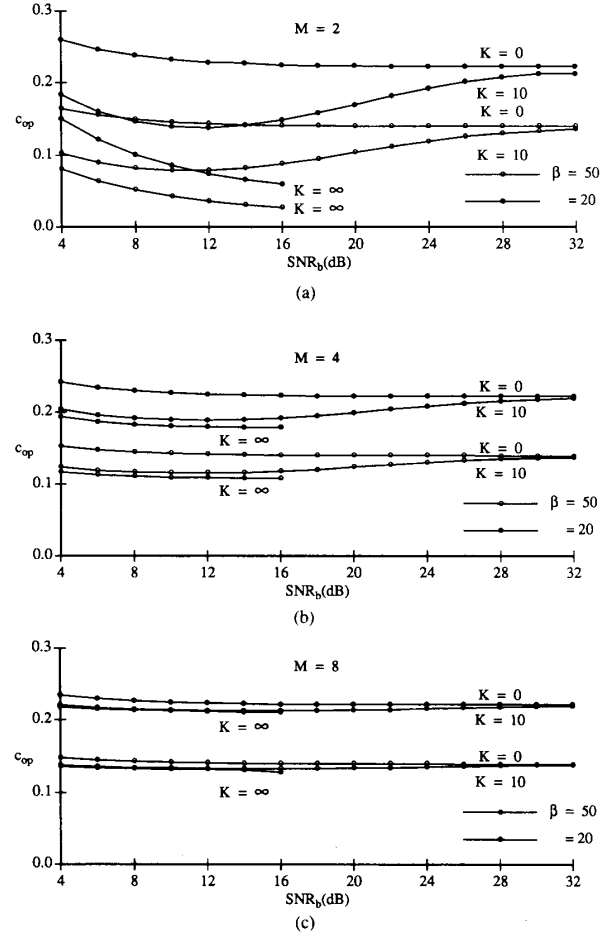 M = 2
0.3
0.2
c_op
0.1
0.0
K = 0
K = 10
K = 0
K = 10
K = ∞
K = ∞
β = 50
= 20
4 8 12 16 20 24 28 32
SNR_b(dB)
(a)
M = 4
0.3
0.2
c_op
0.1
0.0
K = 0
K = 10
K = ∞
K = 0
K = 10
K = ∞
β = 50
= 20
4 8 12 16 20 24 28 32
SNR_b(dB)
(b)
M = 8
0.3
0.2
c_op
0.1
0.0
K = 0
K = 10
K = ∞
K = 0
K = 10
K = ∞
β = 50
= 20
4 8 12 16 20 24 28 32
SNR_b(dB)
(c)